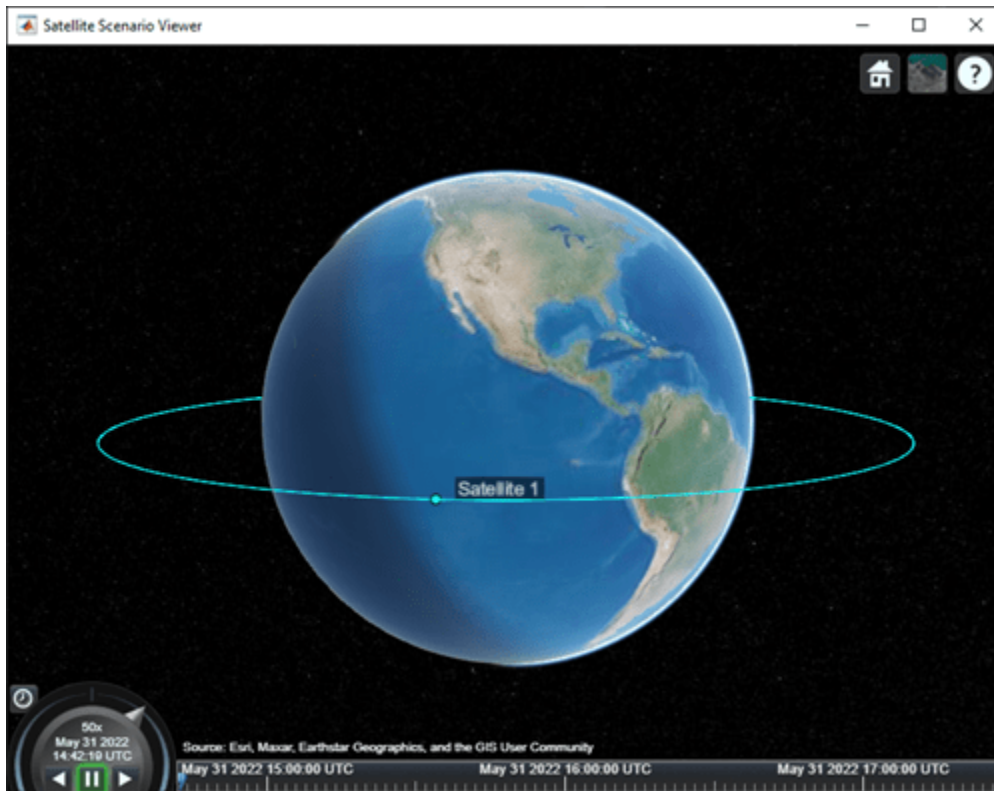 Satellite Scenario Viewer
?
Satellite 1
50x
May 31 2022
14:42:19 UTC
Source: Esri, Maxar, Earthstar Geographics, and the GIS User Community
May 31 2022 15:00:00 UTC May 31 2022 16:00:00 UTC May 31 2022 17:00:00 UTC